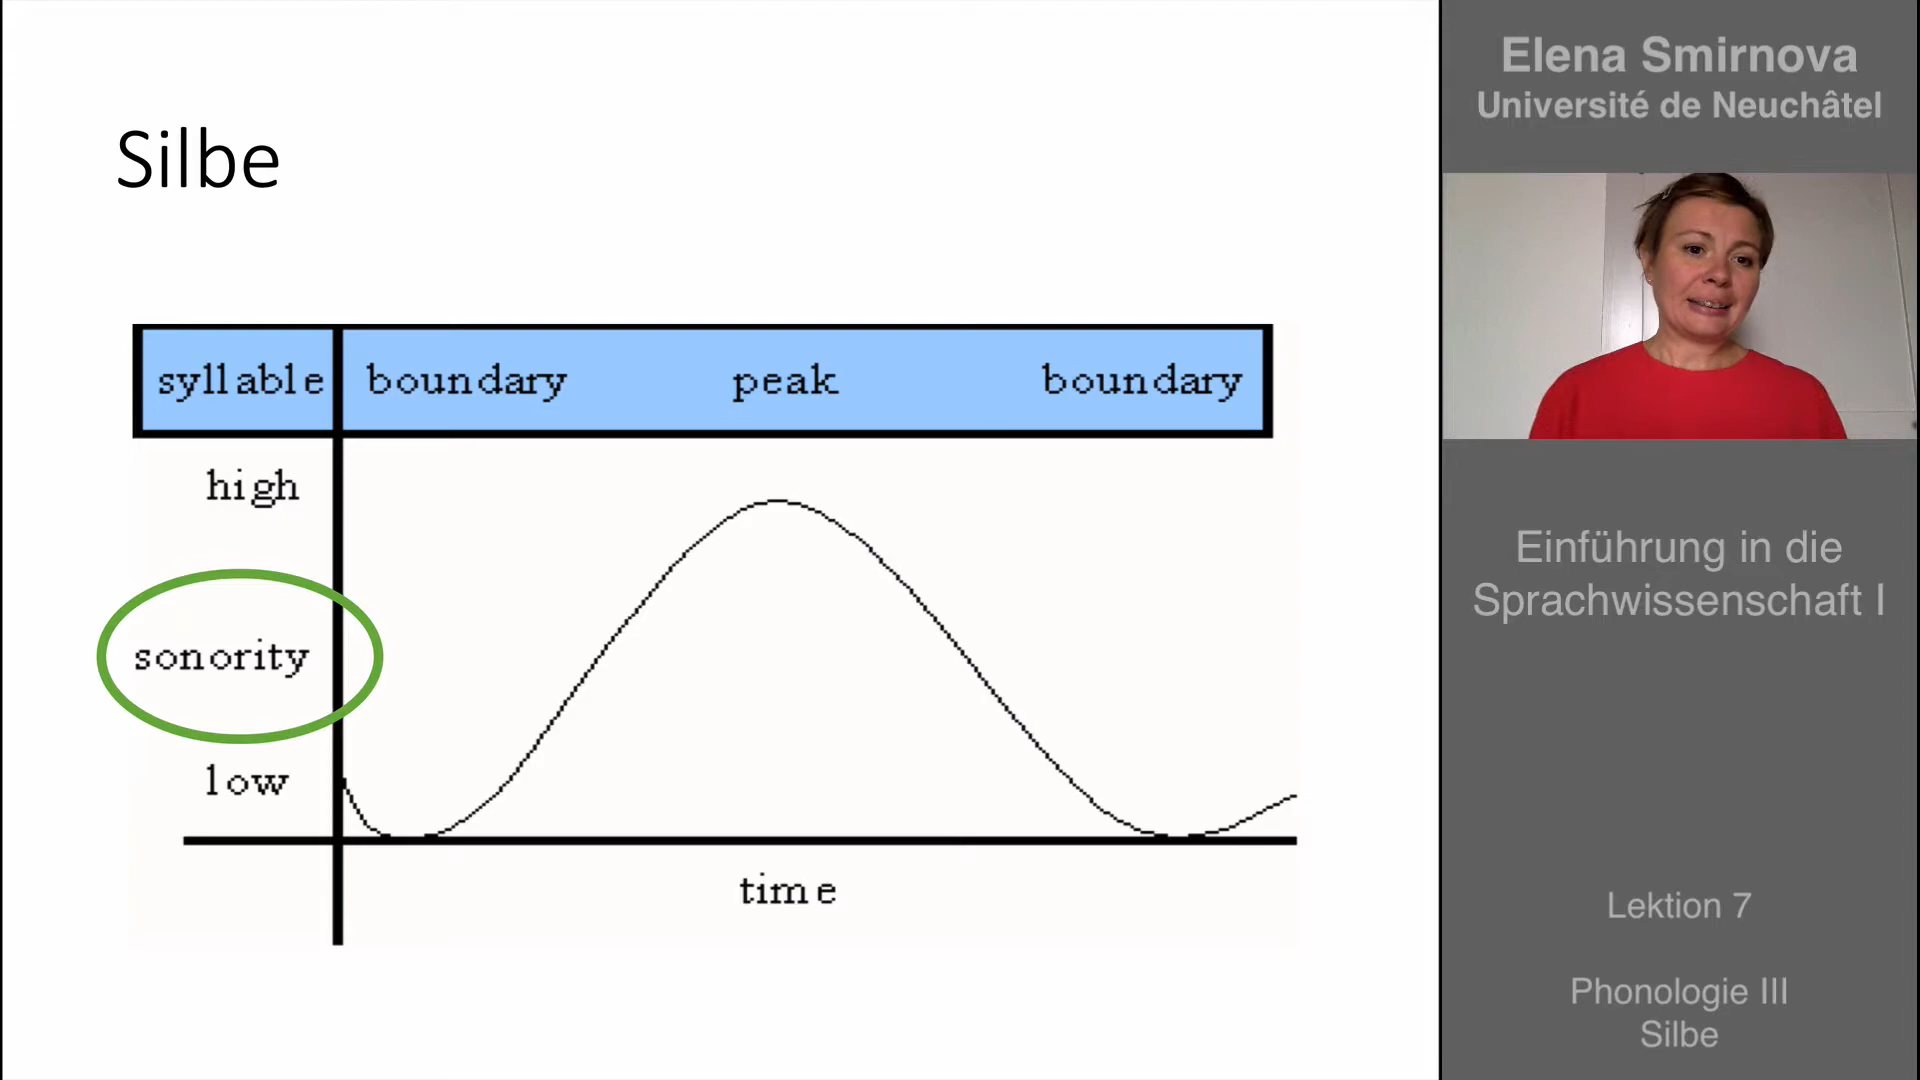 Silbe
syllable boundary peak boundary
high
sonority
low
time
Elena Smirnova
Université de Neuchâtel
Einführung in die
Sprachwissenschaft I
Lektion 7
Phonologie III
Silbe